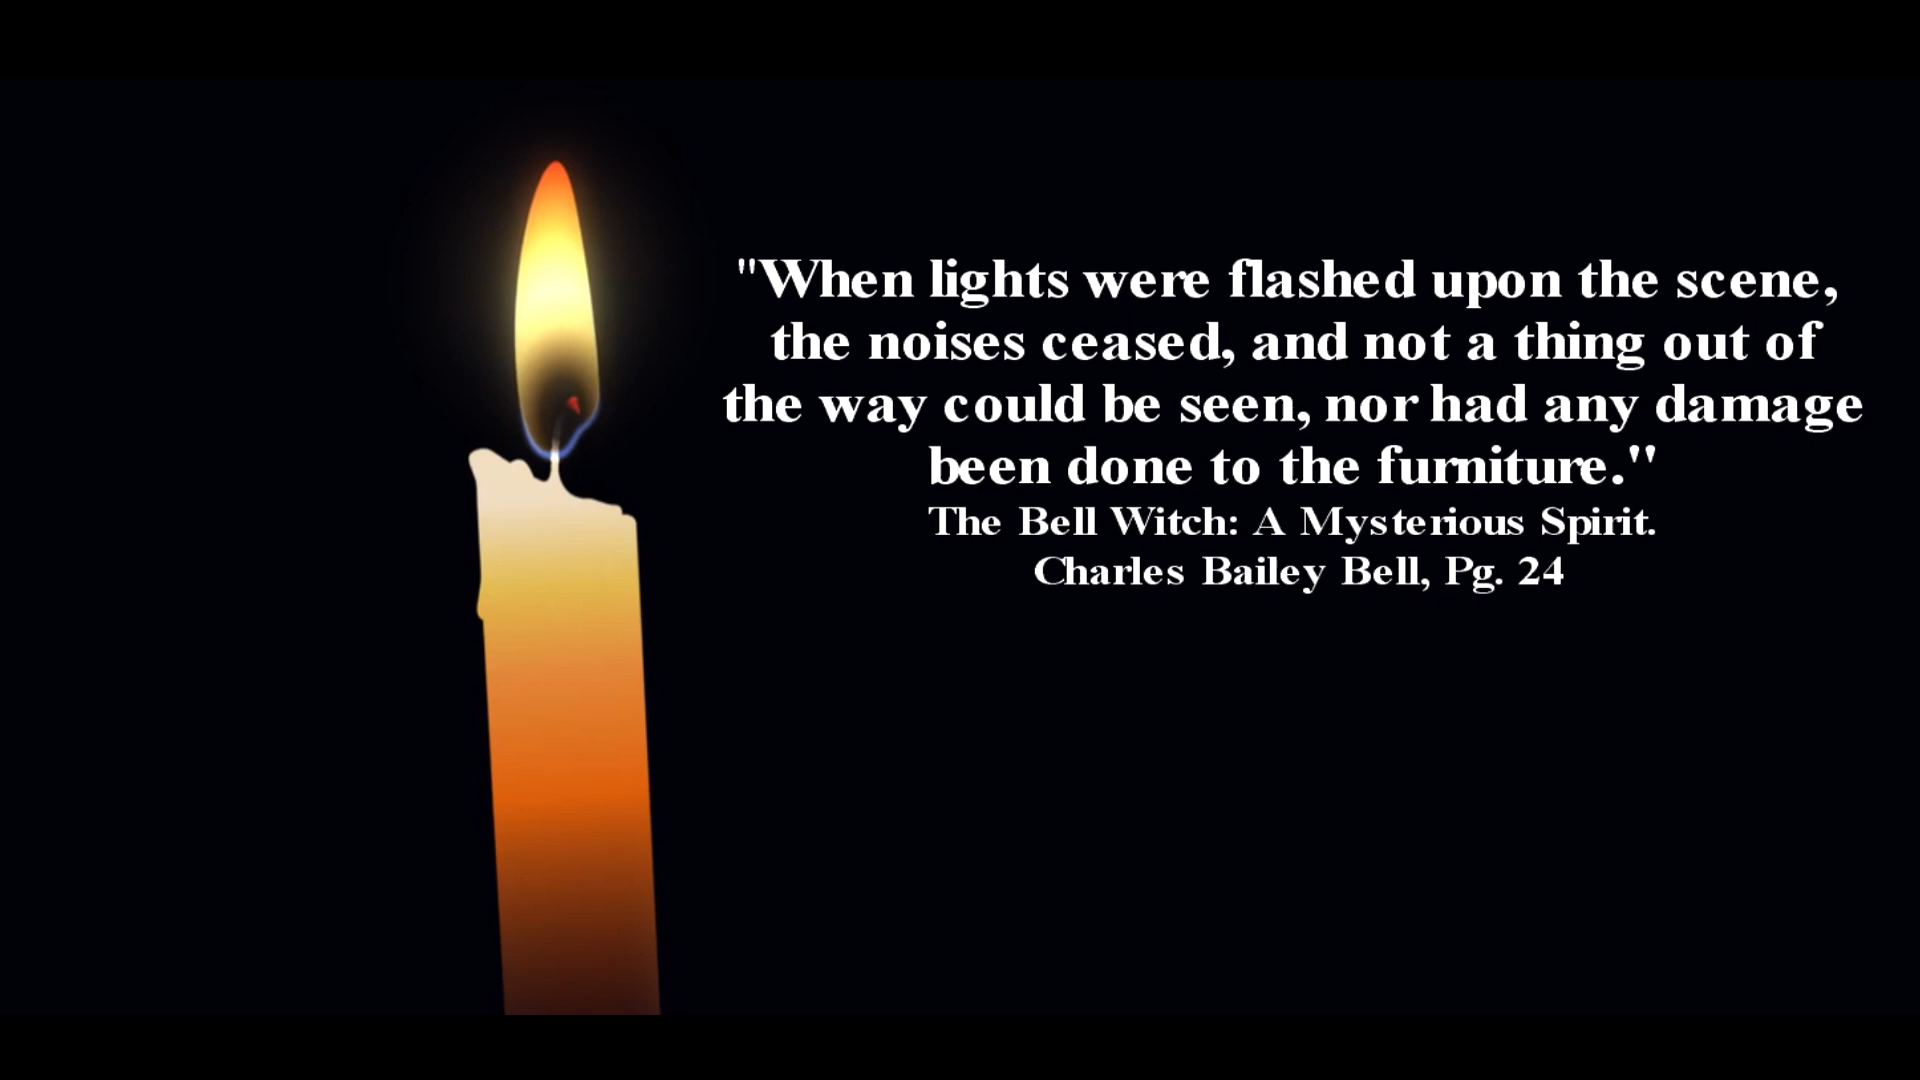 "When lights were flashed upon the scene,
the noises ceased, and not a thing out of
the way could be seen, nor had any damage
been done to the furniture."
The Bell Witch: A Mysterious Spirit.
Charles Bailey Bell, Pg. 24